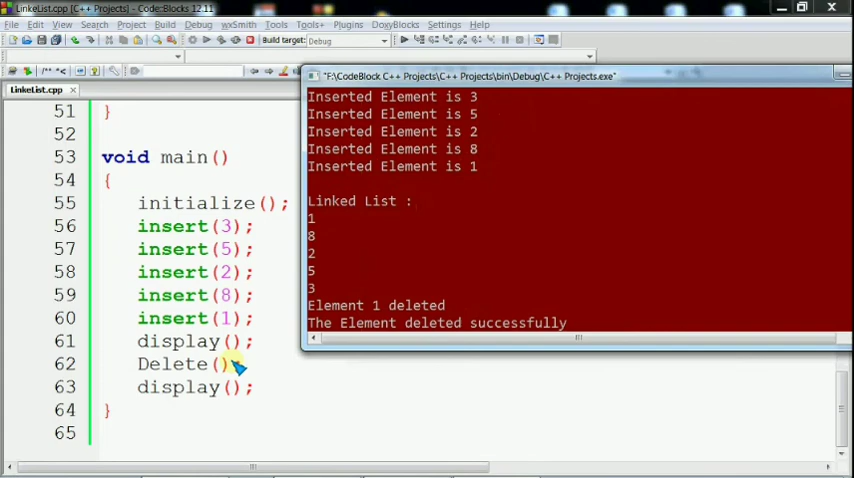 LinkeList.cpp [C++ Projects] - Code::Blocks 12.11
File Edit View Search Project Build Debug wxSmith Tools Tools+ Plugins DoxyBlocks Settings Help
Build target: Debug
LinkeList.cpp
"F:\CodeBlock C++ Projects\C++ Projects\bin\Debug\C++ Projects.exe"
51 }
52
53 void main()
54 {
55 initialize();
56 insert(3);
57 insert(5);
58 insert(2);
59 insert(8);
60 insert(1);
61 display();
62 Delete()
63 display();
64 }
65
Inserted Element is 3
Inserted Element is 5
Inserted Element is 2
Inserted Element is 8
Inserted Element is 1
Linked List :
1
8
2
5
3
Element 1 deleted
The Element deleted successfully